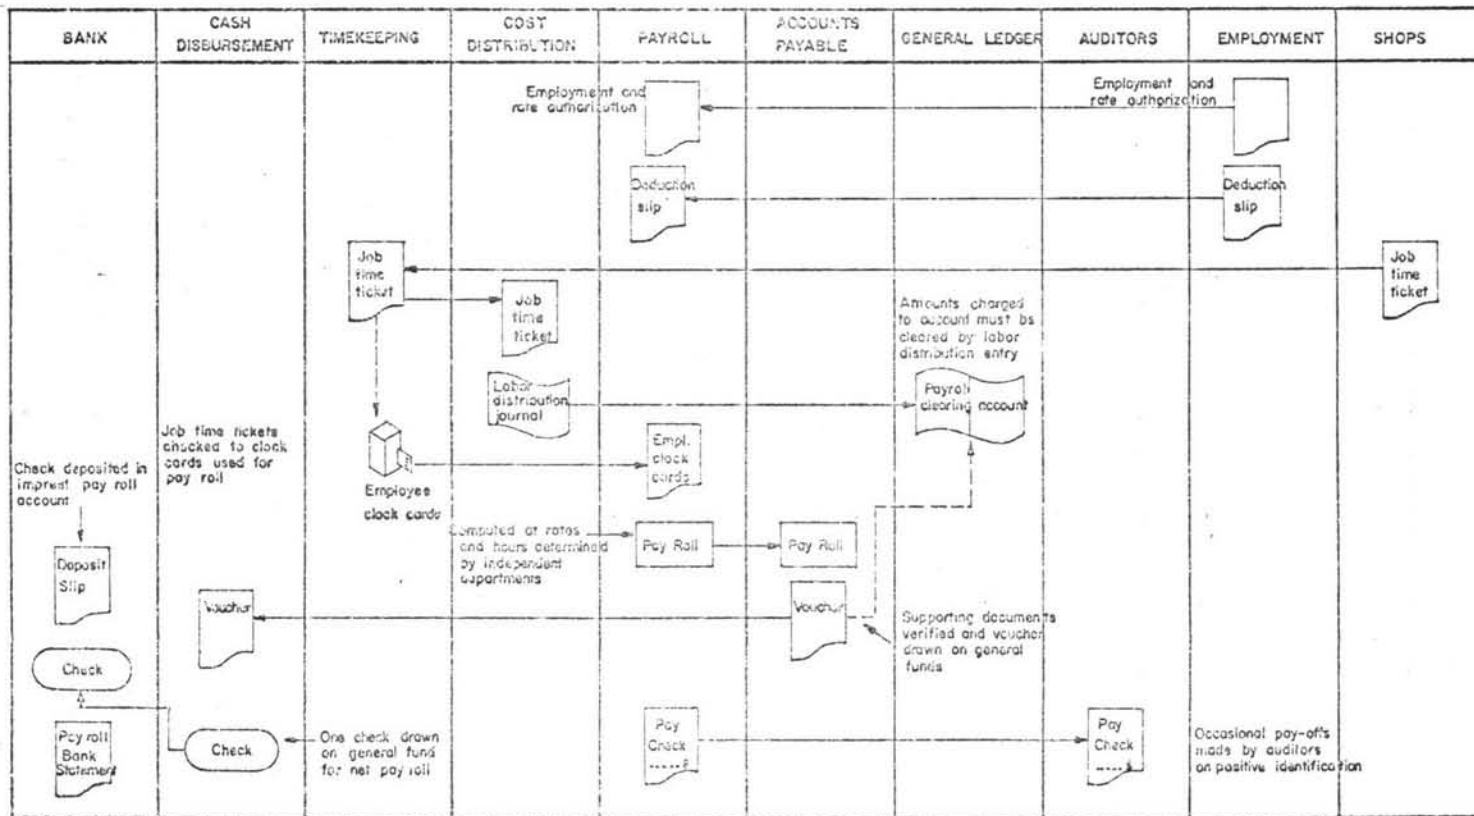 BANK
CASH
DISBURSEMENT
TIMEKEEPING
COST
DISTRIBUTION
PAYROLL
ACCOUNTS
PAYABLE
GENERAL LEDGER
AUDITORS
EMPLOYMENT
SHOPS
Employment and
rate authorization
Employment and
rate authorization
Deduction
slip
Deduction
slip
Job
time
ticket
Job
time
ticket
Job
time
ticket
Amounts charged
to account must be
cleared by labor
distribution entry
Labor
distribution
journal
Payroll
clearing account
Job time tickets
checked to clock
cards used for
pay roll
Empl.
clock
cards
Check deposited in
imprest pay roll
account
Employee
clock cards
Computed at rates
and hours determined
by independent
departments
Pay Roll
Pay Roll
Deposit
Slip
Voucher
Voucher
Supporting documents
verified and voucher
drawn on general
funds
Check
Pay roll
Bank
Statement
Check
One check drawn
on general fund
for net pay roll
Pay
Check
Pay
Check
Occasional pay-offs
made by auditors
on positive identification